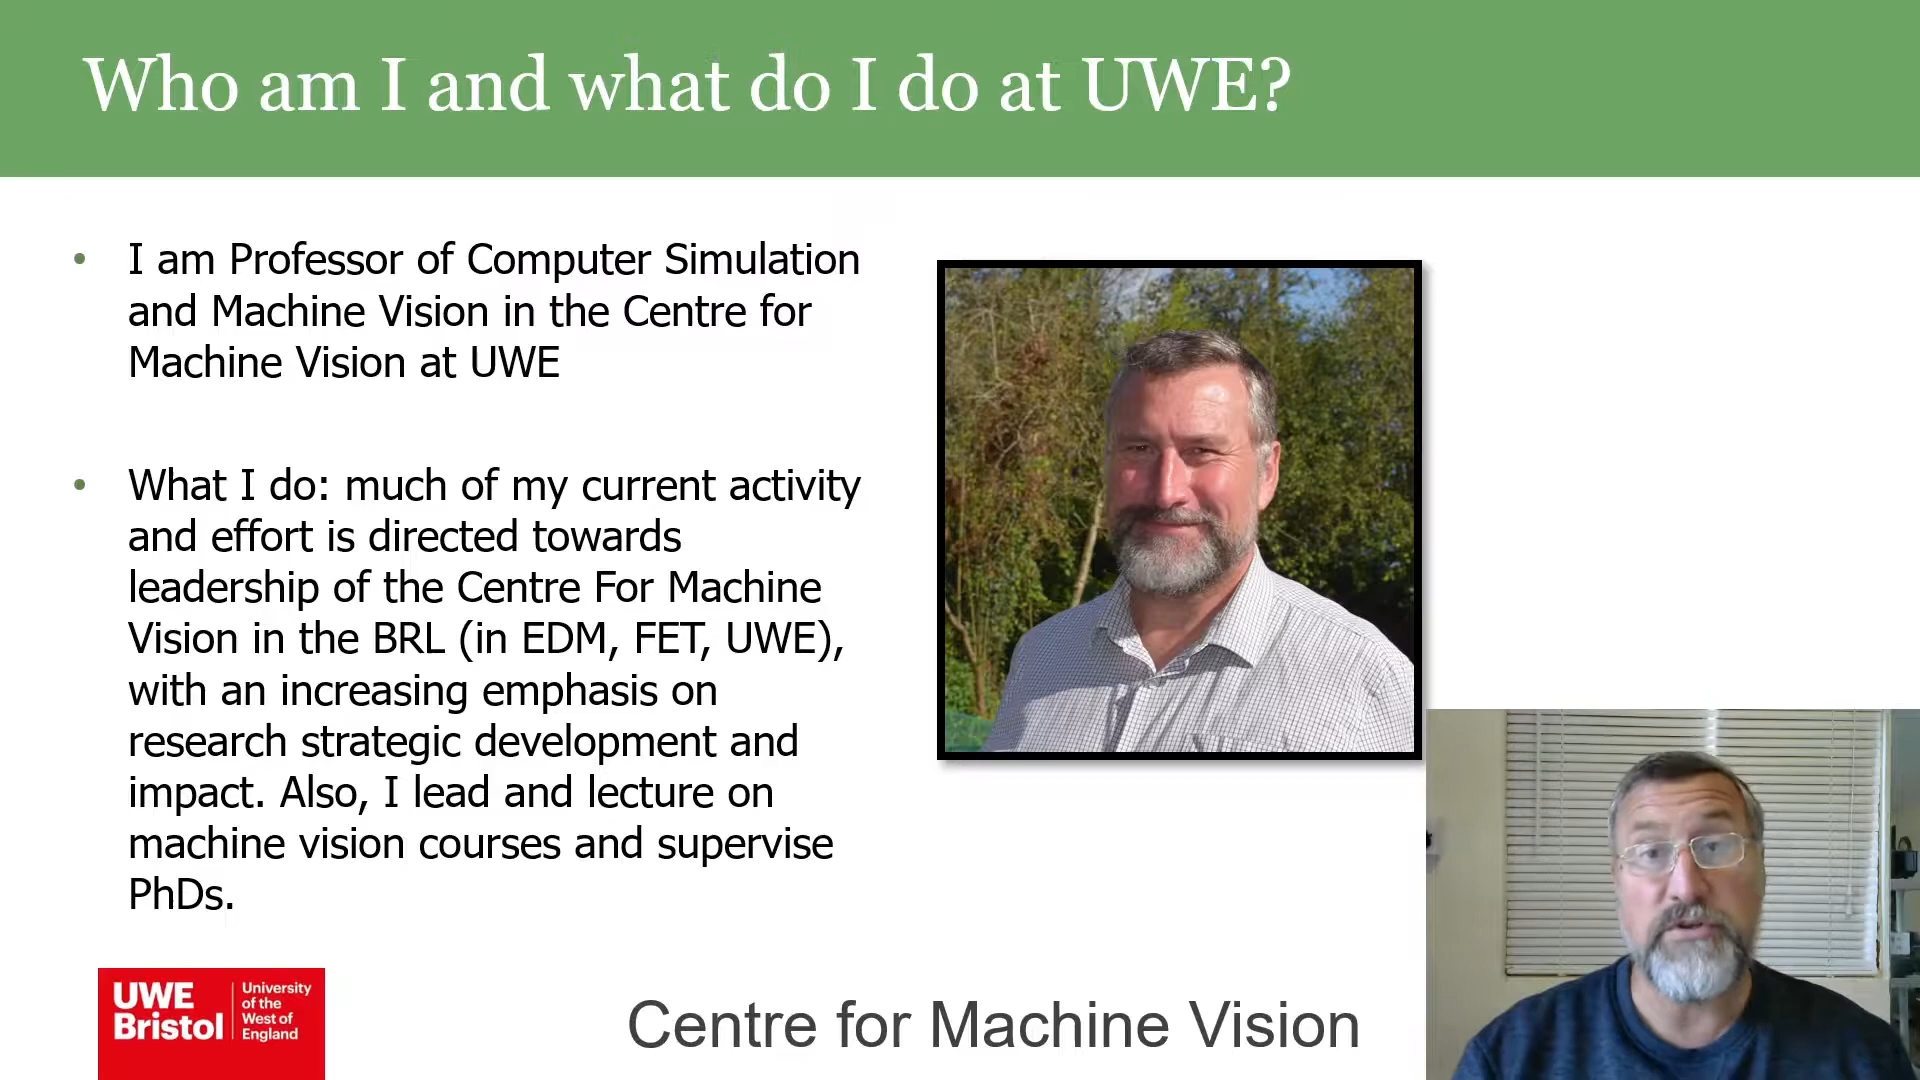 Who am I and what do I do at UWE?
• I am Professor of Computer Simulation
and Machine Vision in the Centre for
Machine Vision at UWE
• What I do: much of my current activity
and effort is directed towards
leadership of the Centre For Machine
Vision in the BRL (in EDM, FET, UWE),
with an increasing emphasis on
research strategic development and
impact. Also, I lead and lecture on
machine vision courses and supervise
PhDs.
UWE
Bristol
University
of the
West of
England
Centre for Machine Vision